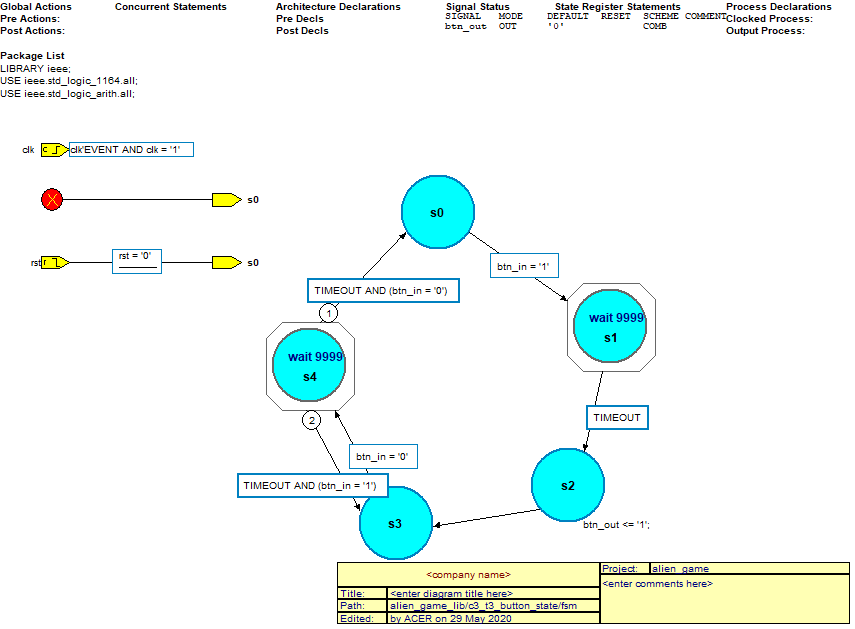 Global Actions Concurrent Statements Architecture Declarations Signal Status State Register Statements Process Declarations
Pre Actions: Pre Decls SIGNAL MODE DEFAULT RESET SCHEME COMMENT Clocked Process:
Post Actions: Post Decls btn_out OUT '0' COMB Output Process:
Package List
LIBRARY ieee;
USE ieee.std_logic_1164.all;
USE ieee.std_logic_arith.all;
clk C clk'EVENT AND clk = '1'
X s0
rst r rst = '0' s0
s0
btn_in = '1'
TIMEOUT AND (btn_in = '0')
1
wait 9999
s1
wait 9999
s4
TIMEOUT
2
btn_in = '0'
TIMEOUT AND (btn_in = '1')
s2
s3
btn_out <= '1';
<company name>
Project: alien_game
<enter comments here>
Title: <enter diagram title here>
Path: alien_game_lib/c3_t3_button_state/fsm
Edited: by ACER on 29 May 2020